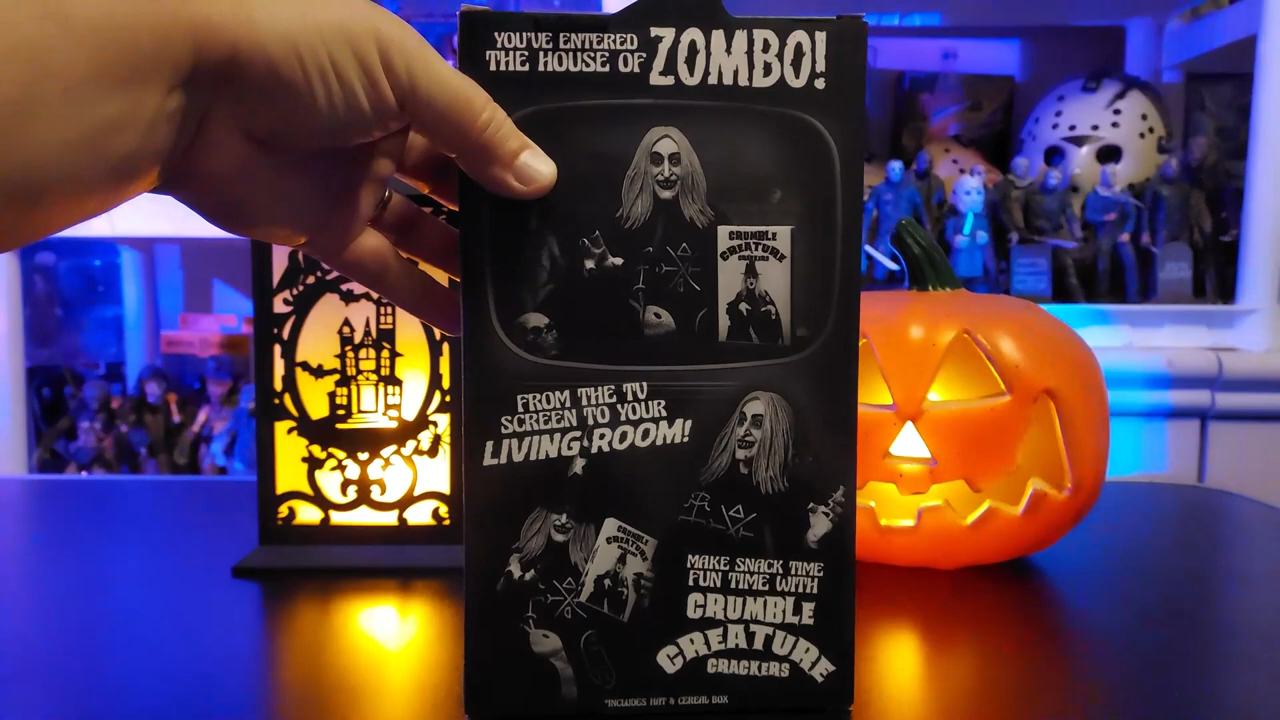 YOU'VE ENTERED
THE HOUSE OF ZOMBO!
CRUMBLE
CREATURE
CRACKERS
FROM THE TV
SCREEN TO YOUR
LIVING ROOM!
CRUMBLE
CREATURE
CRACKERS
MAKE SNACK TIME
FUN TIME WITH
CRUMBLE
CREATURE
CRACKERS
*INCLUDES HAT & CEREAL BOX